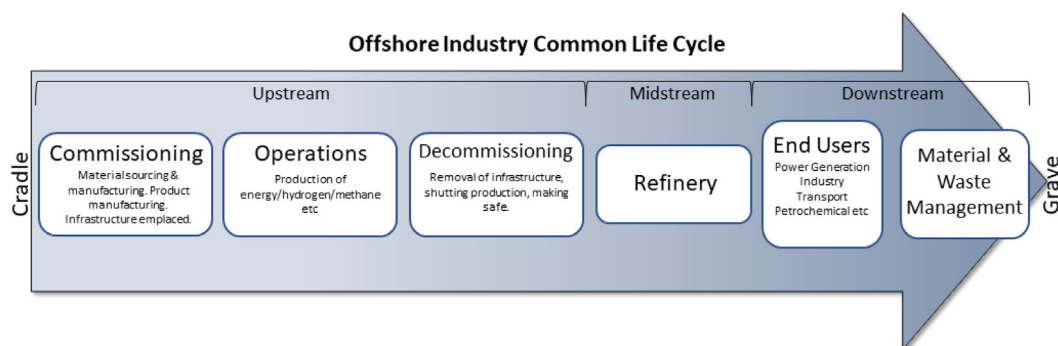 Offshore Industry Common Life Cycle
Upstream
Midstream
Downstream
Cradle
Commissioning
Material sourcing &
manufacturing. Product
manufacturing.
Infrastructure emplaced.
Operations
Production of
energy/hydrogen/methane
etc
Decommissioning
Removal of infrastructure,
shutting production, making
safe.
Refinery
End Users
Power Generation
Industry
Transport
Petrochemical etc
Material &
Waste
Management
Grave